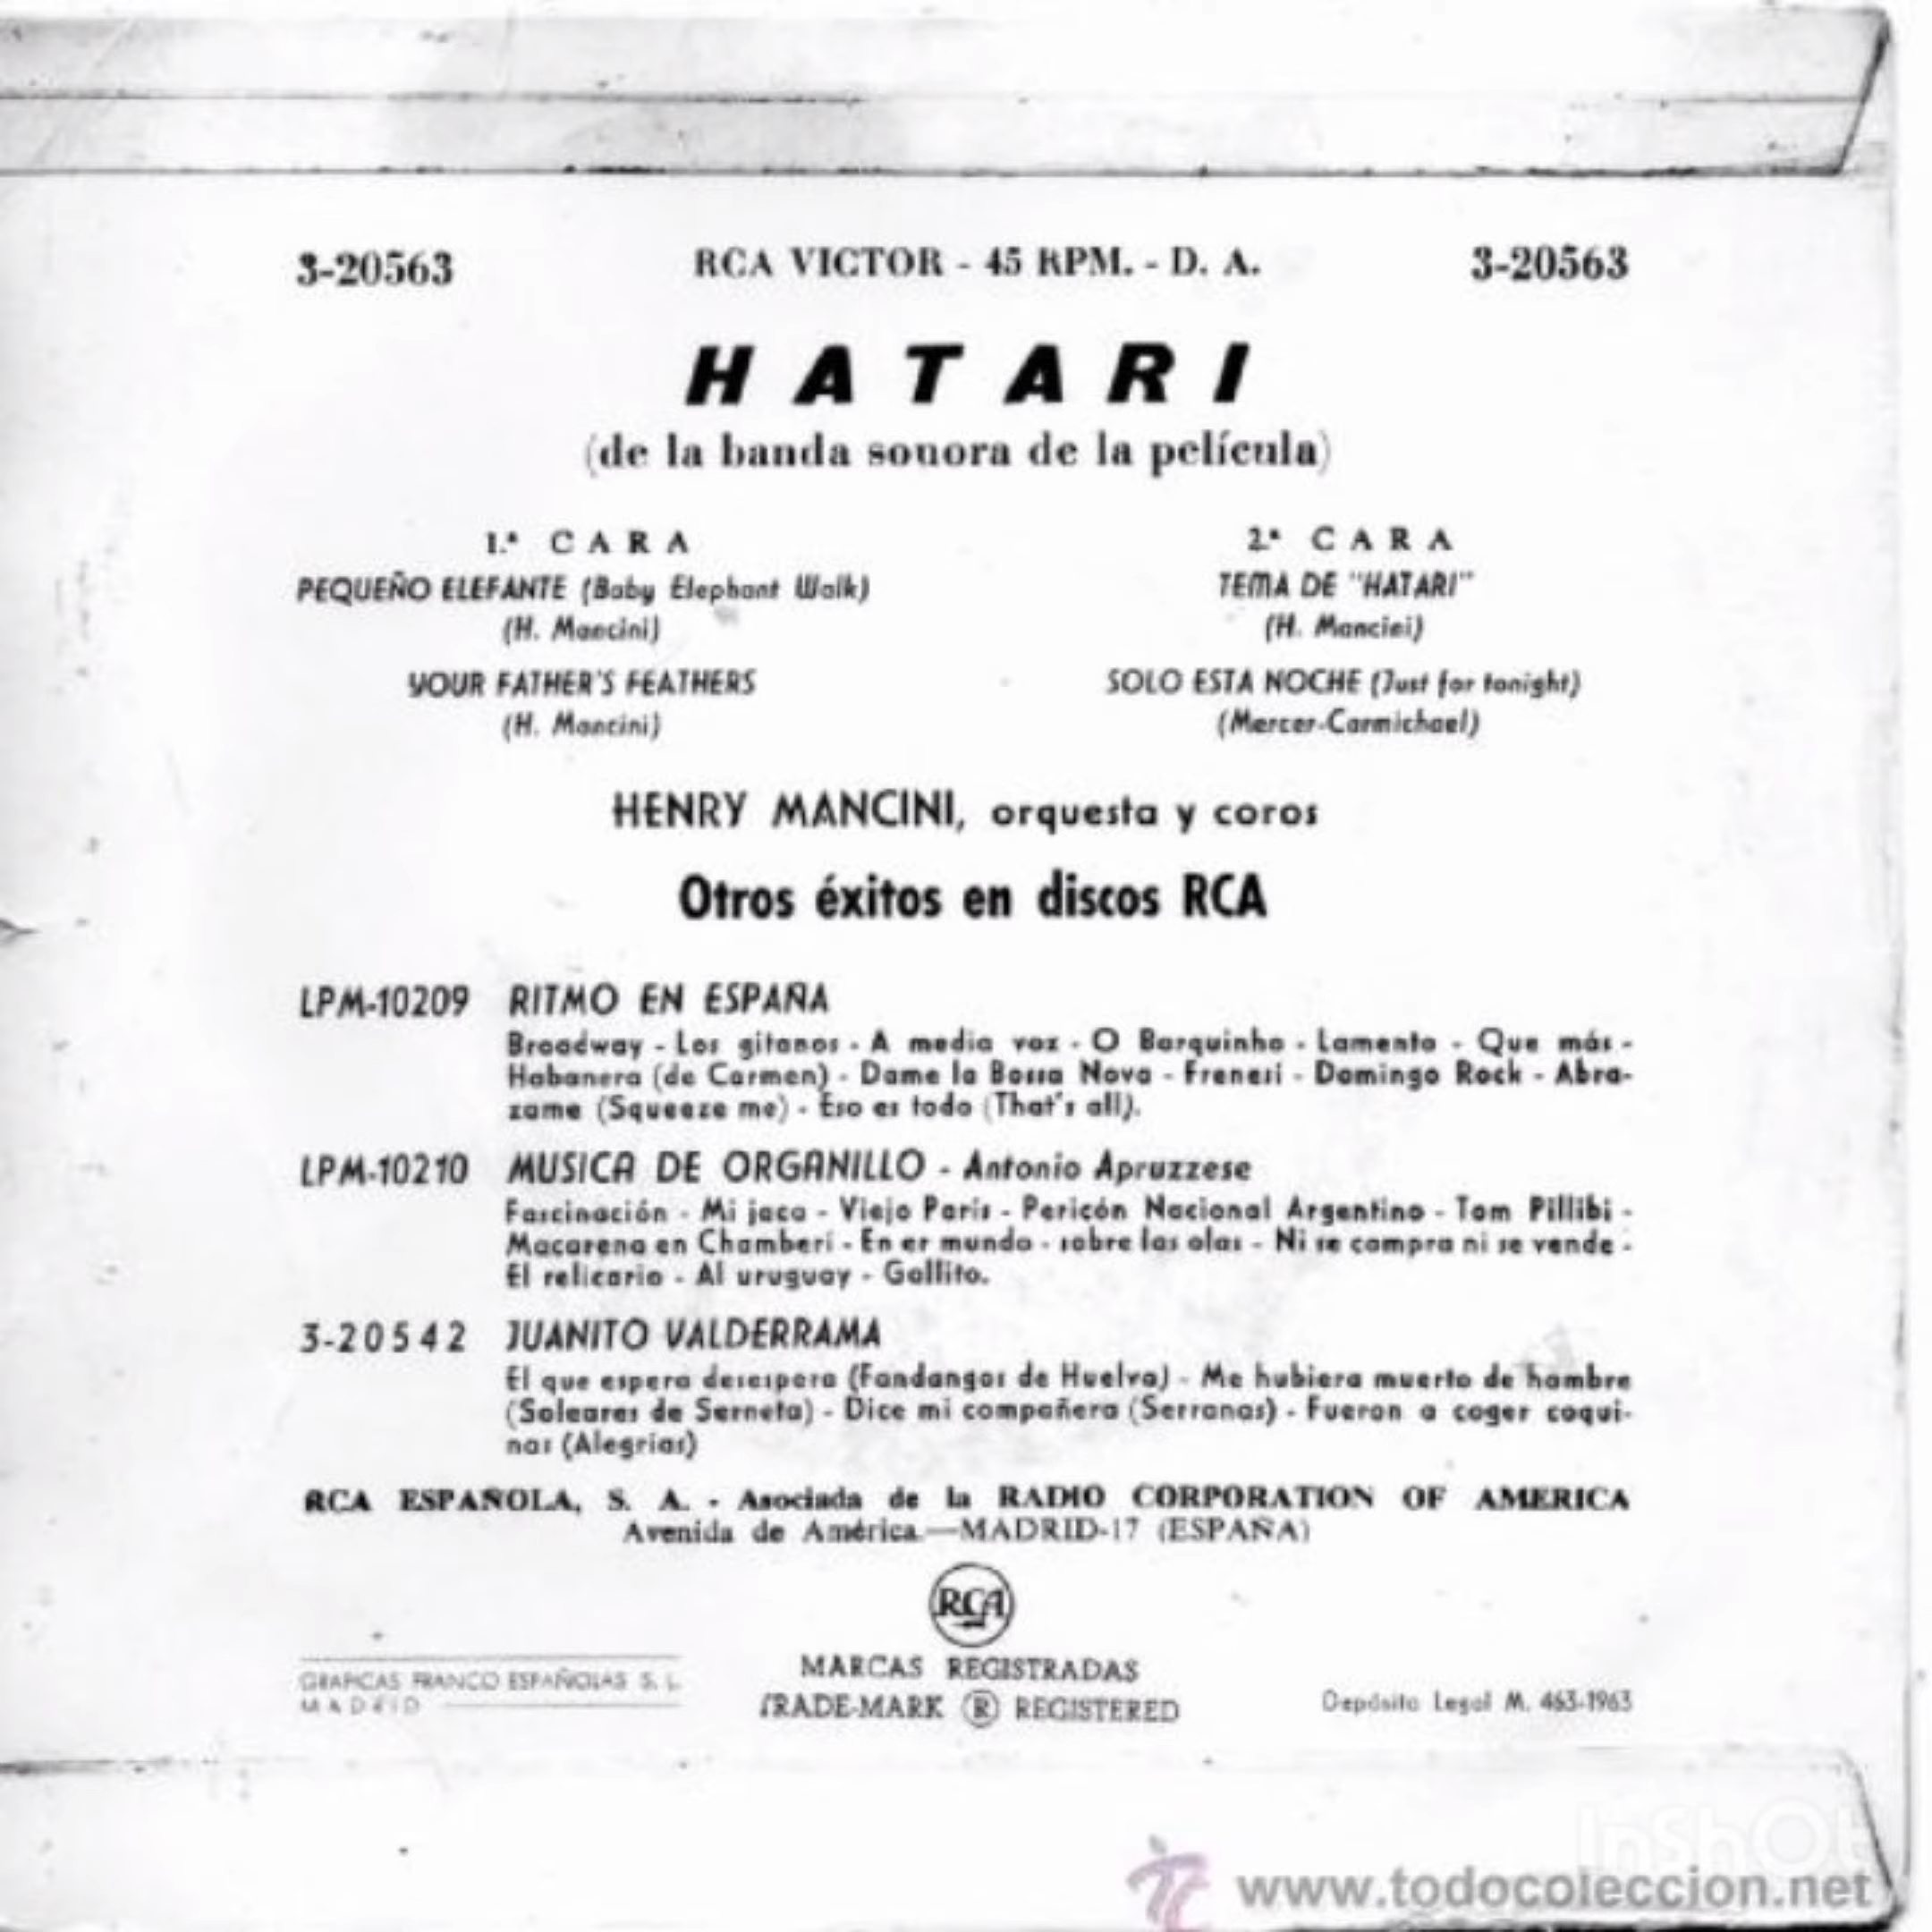 3-20563 RCA VICTOR - 45 RPM. - D. A. 3-20563
HATARI
(de la banda sonora de la película)
1.ª CARA
PEQUEÑO ELEFANTE (Baby Elephant Walk)
(H. Mancini)
YOUR FATHER'S FEATHERS
(H. Mancini)
2.ª CARA
TEMA DE "HATARI"
(H. Mancini)
SOLO ESTA NOCHE (Just for tonight)
(Mercer-Carmichael)
HENRY MANCINI, orquesta y coros
Otros éxitos en discos RCA
LPM-10209 RITMO EN ESPAÑA
Broadway - Los gitanos - A media voz - O Barquinho - Lamento - Que más -
Habanera (de Carmen) - Dame la Bossa Nova - Frenesí - Domingo Rock - Abra-
zame (Squeeze me) - Eso es todo (That's all).
LPM-10210 MUSICA DE ORGANILLO - Antonio Apruzzese
Fascinación - Mi jaca - Viejo París - Pericón Nacional Argentino - Tom Pillibi -
Macarena en Chamberí - En er mundo - sobre las olas - Ni se compra ni se vende -
El relicario - Al uruguay - Gallito.
3-20542 JUANITO VALDERRAMA
El que espera desespera (Fandangos de Huelva) - Me hubiera muerto de hambre
(Soleares de Serneta) - Dice mi compañera (Serranas) - Fueron a coger coqui-
nas (Alegrías)
RCA ESPAÑOLA, S. A. - Asociada de la RADIO CORPORATION OF AMERICA
Avenida de América.—MADRID-17 (ESPAÑA)
RCA
GRAFICAS FRANCO ESPAÑOLAS S. L.
MADRID
MARCAS REGISTRADAS
TRADE-MARK ® REGISTERED
Depósito Legal M. 463-1963
InShOt
www.todocoleccion.net